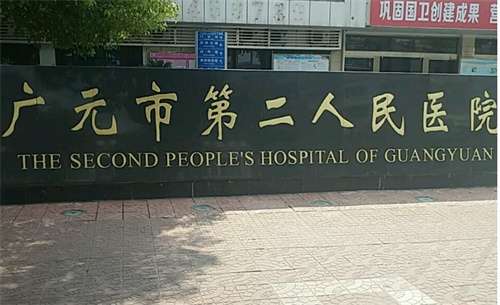 巩固国卫创建成果 营
广元市第二人民医院
THE SECOND PEOPLE'S HOSPITAL OF GUANGYUAN